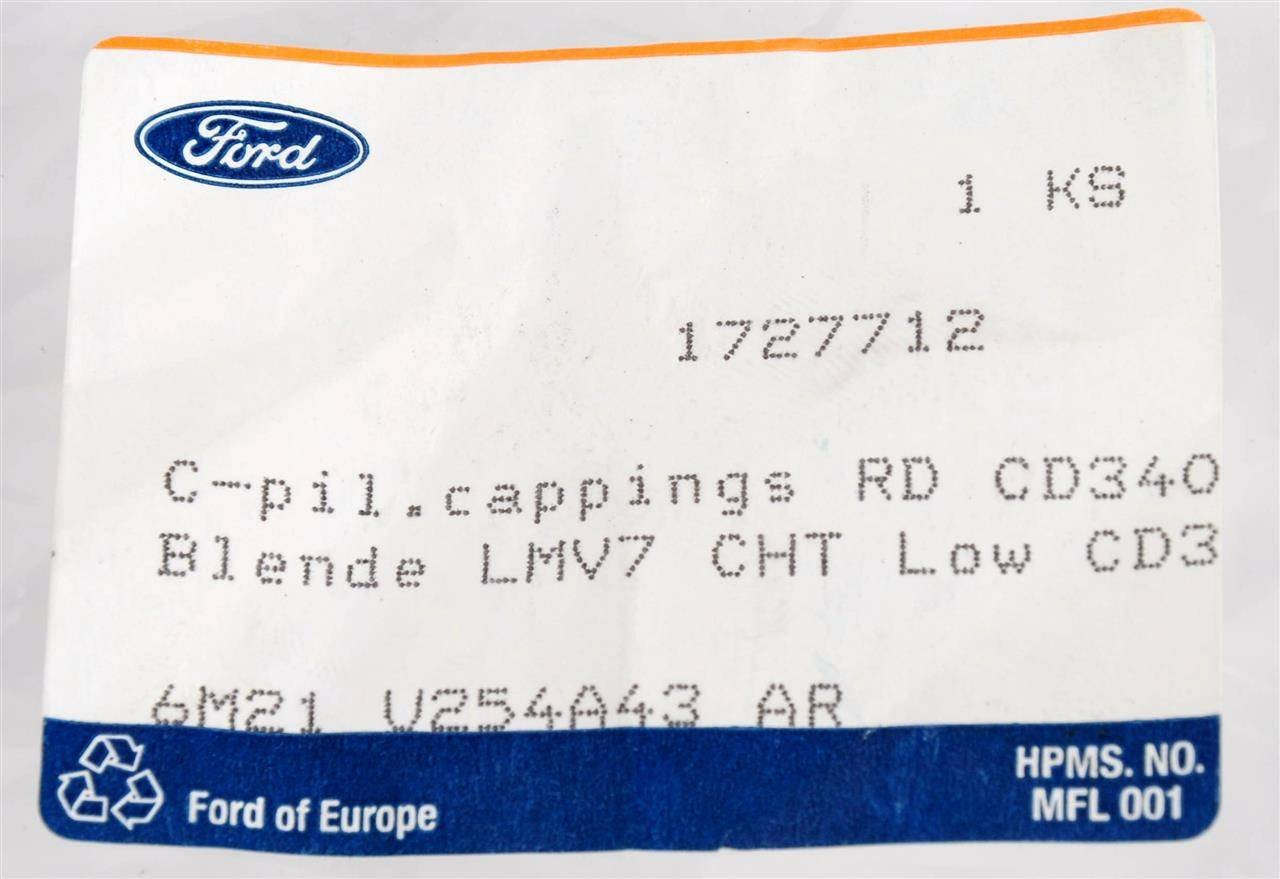 Ford
1 KS
1727712
C-pil.cappings RD CD340
Blende LMV7 CHT Low CD3
6M21 V254A43 AR
Ford of Europe
HPMS. NO.
MFL 001